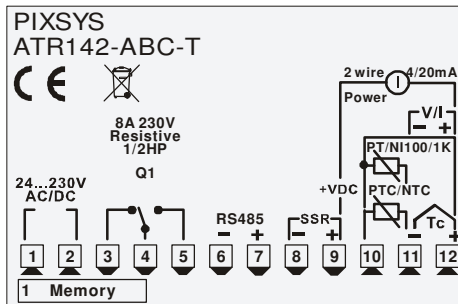 PIXSYS
ATR142-ABC-T
CE
2 wire 4/20mA
Power
I
V/I
- +
8A 230V
Resistive
1/2HP
Q1
PT/NI100/1K
24...230V
AC/DC
+VDC PTC/NTC
RS485
- +
- SSR +
- Tc +
1 2 3 4 5 6 7 8 9 10 11 12
1 Memory